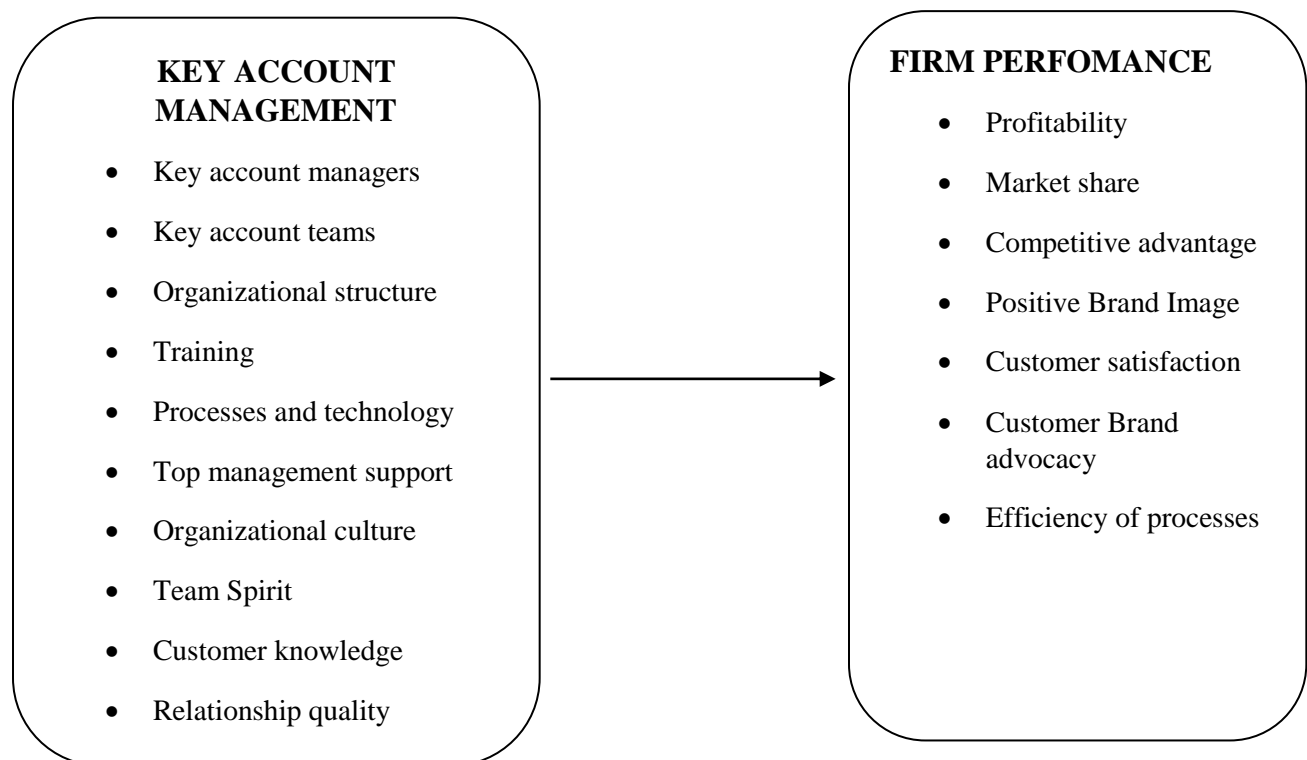 KEY ACCOUNT
MANAGEMENT
• Key account managers
• Key account teams
• Organizational structure
• Training
• Processes and technology
• Top management support
• Organizational culture
• Team Spirit
• Customer knowledge
• Relationship quality
FIRM PERFOMANCE
• Profitability
• Market share
• Competitive advantage
• Positive Brand Image
• Customer satisfaction
• Customer Brand
advocacy
• Efficiency of processes